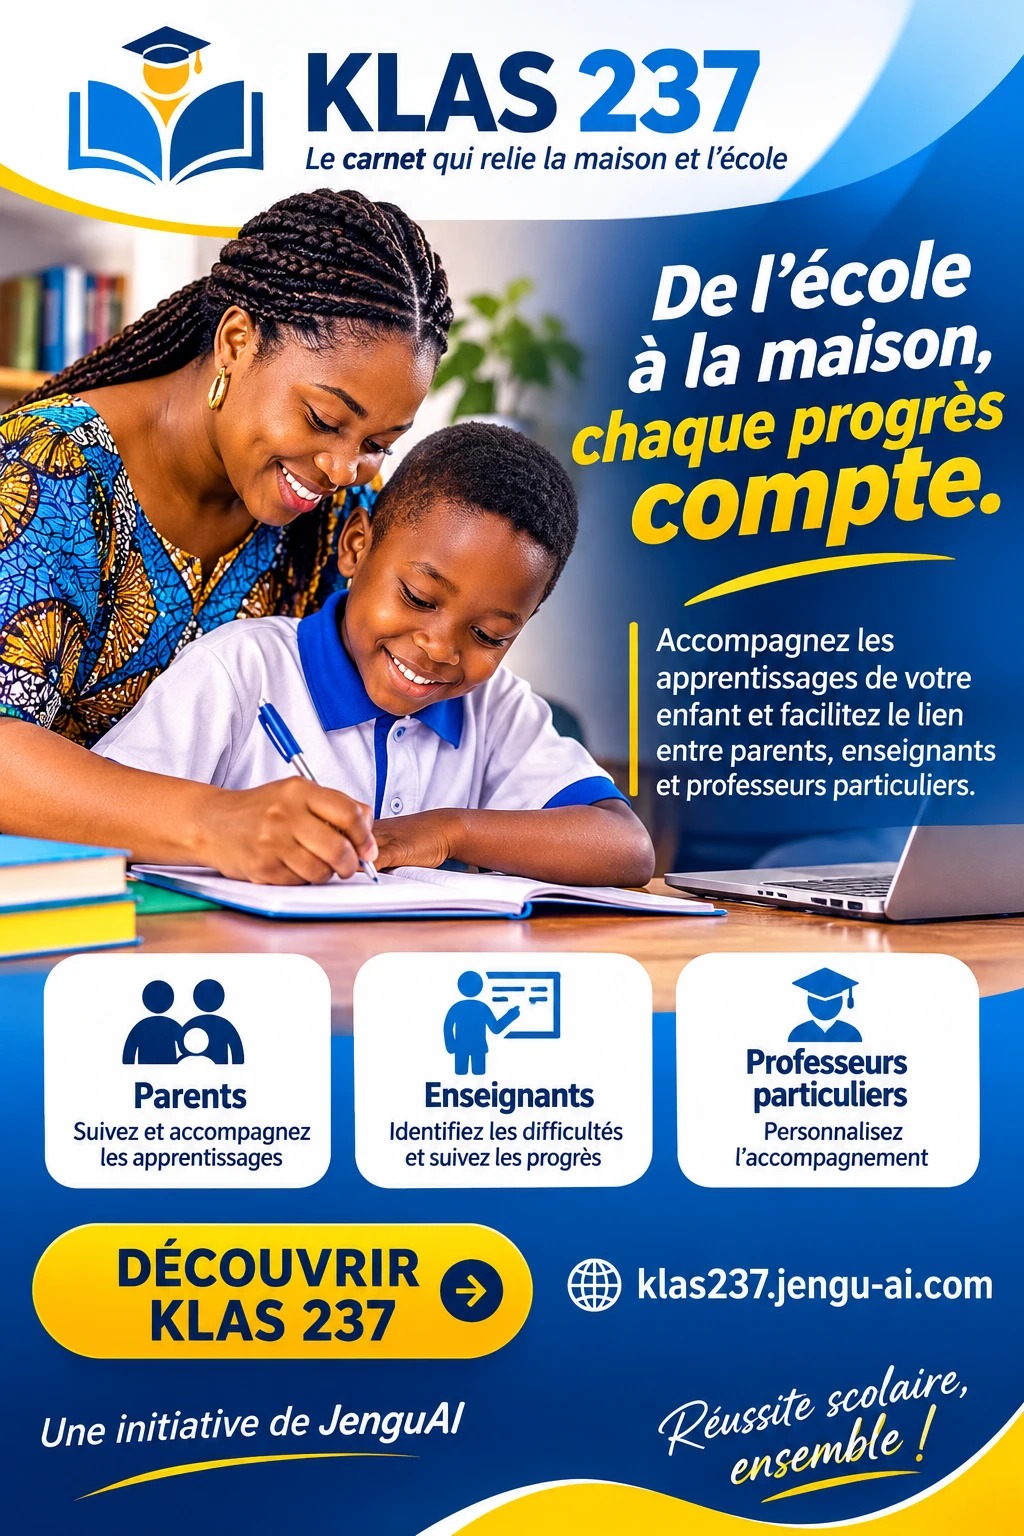 KLAS 237
Le carnet qui relie la maison et l'école
De l'école
à la maison,
chaque progrès
compte.
Accompagnez les
apprentissages de votre
enfant et facilitez le lien
entre parents, enseignants
et professeurs particuliers.
Parents
Suivez et accompagnez
les apprentissages
Enseignants
Identifiez les difficultés
et suivez les progrès
Professeurs
particuliers
Personnalisez
l'accompagnement
DÉCOUVRIR
KLAS 237
klas237.jengu-ai.com
Une initiative de JenguAI
Réussite scolaire,
ensemble !